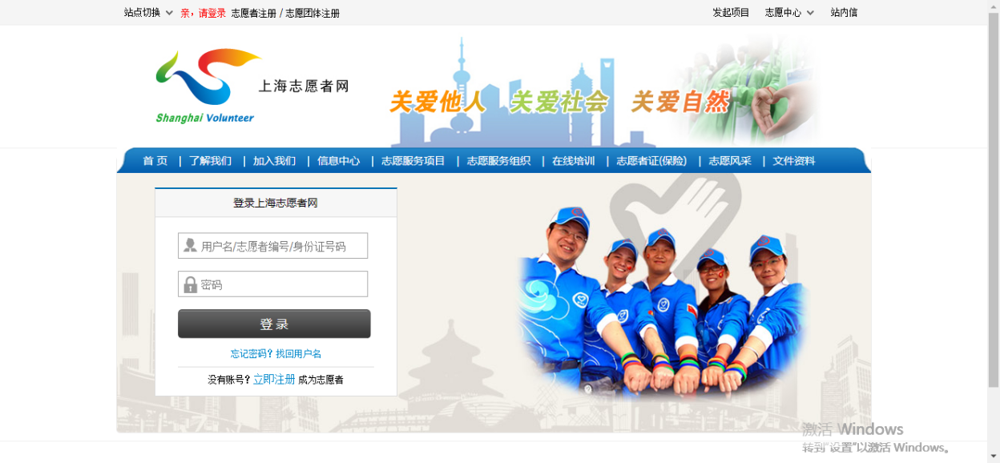 站点切换 亲，请登录 志愿者注册 / 志愿团体注册 发起项目 志愿中心 站内信
上海志愿者网
关爱他人 关爱社会 关爱自然
Shanghai Volunteer
首 页 | 了解我们 | 加入我们 | 信息中心 | 志愿服务项目 | 志愿服务组织 | 在线培训 | 志愿者证(保险) | 志愿风采 | 文件资料
登录上海志愿者网
用户名/志愿者编号/身份证号码
密码
登 录
忘记密码? 找回用户名
没有账号? 立即注册 成为志愿者
激活 Windows
转到"设置"以激活 Windows。